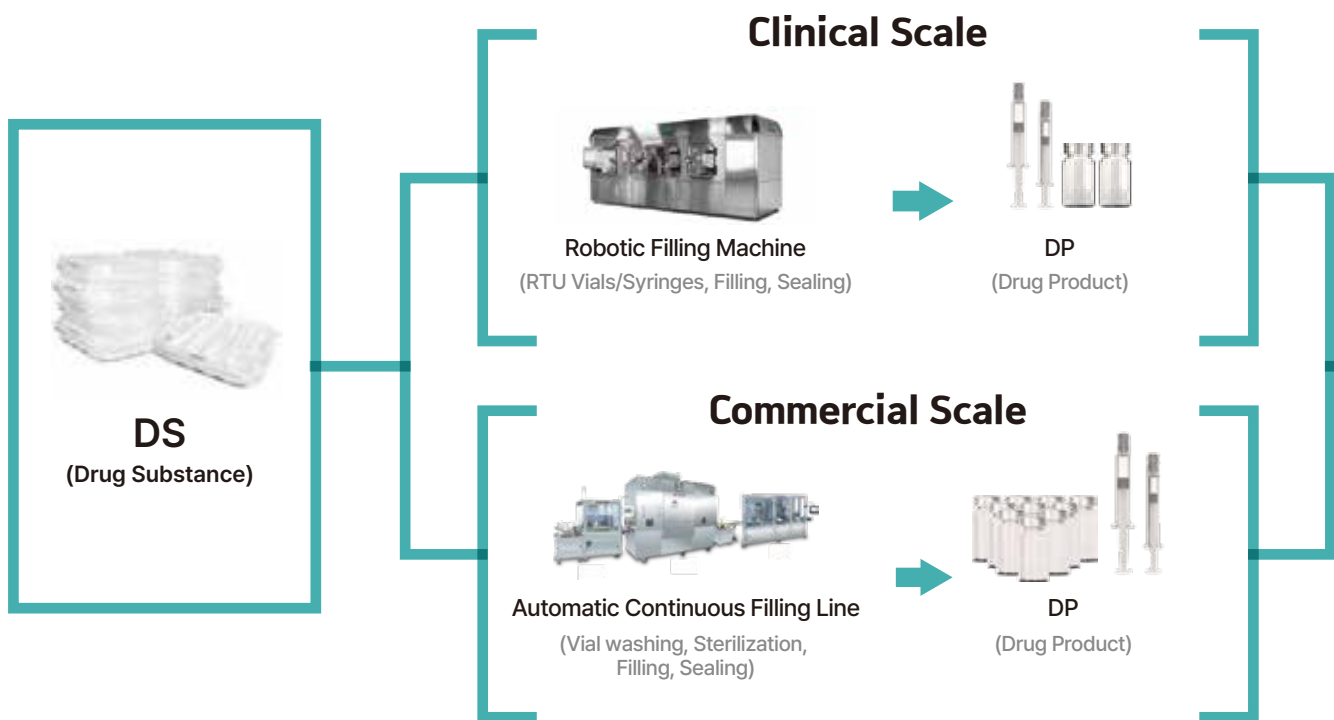 Clinical Scale
Robotic Filling Machine
(RTU Vials/Syringes, Filling, Sealing)
DP
(Drug Product)
DS
(Drug Substance)
Commercial Scale
Automatic Continuous Filling Line
(Vial washing, Sterilization,
Filling, Sealing)
DP
(Drug Product)